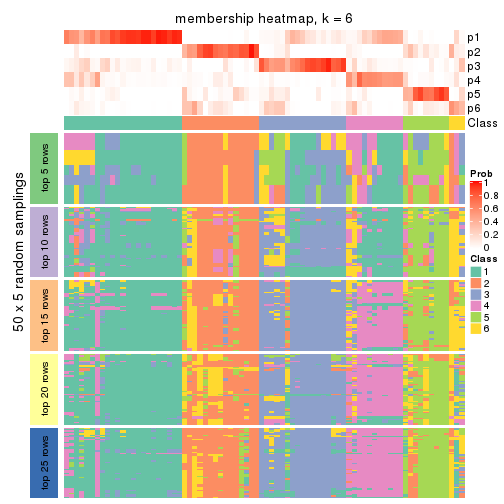 membership heatmap, k = 6
p1
p2
p3
p4
p5
p6
Class
50 x 5 random samplings
top 5 rows
top 10 rows
top 15 rows
top 20 rows
top 25 rows
Prob
1
0.8
0.6
0.4
0.2
0
Class
1
2
3
4
5
6